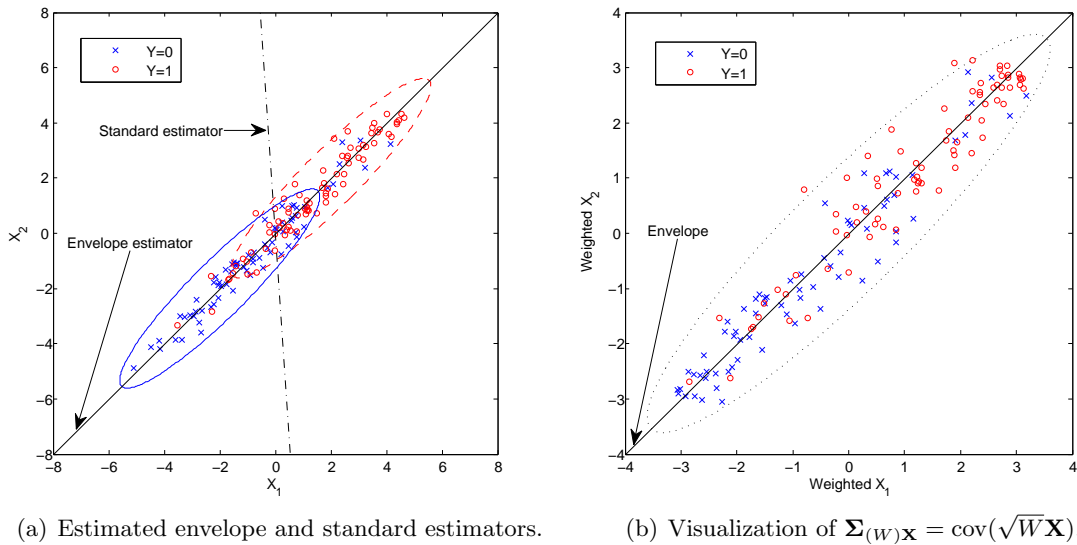 8
6
4
2
0
−2
−4
−6
−8
−8
−6
−4
−2
0
2
4
6
8
X₂
X₁
Y=0
Y=1
Standard estimator
Envelope estimator
(a) Estimated envelope and standard estimators.
4
3
2
1
0
−1
−2
−3
−4
−4
−3
−2
−1
0
1
2
3
4
Weighted X₂
Weighted X₁
Y=0
Y=1
Envelope
(b) Visualization of Σ₍W₎X = cov(√WX)